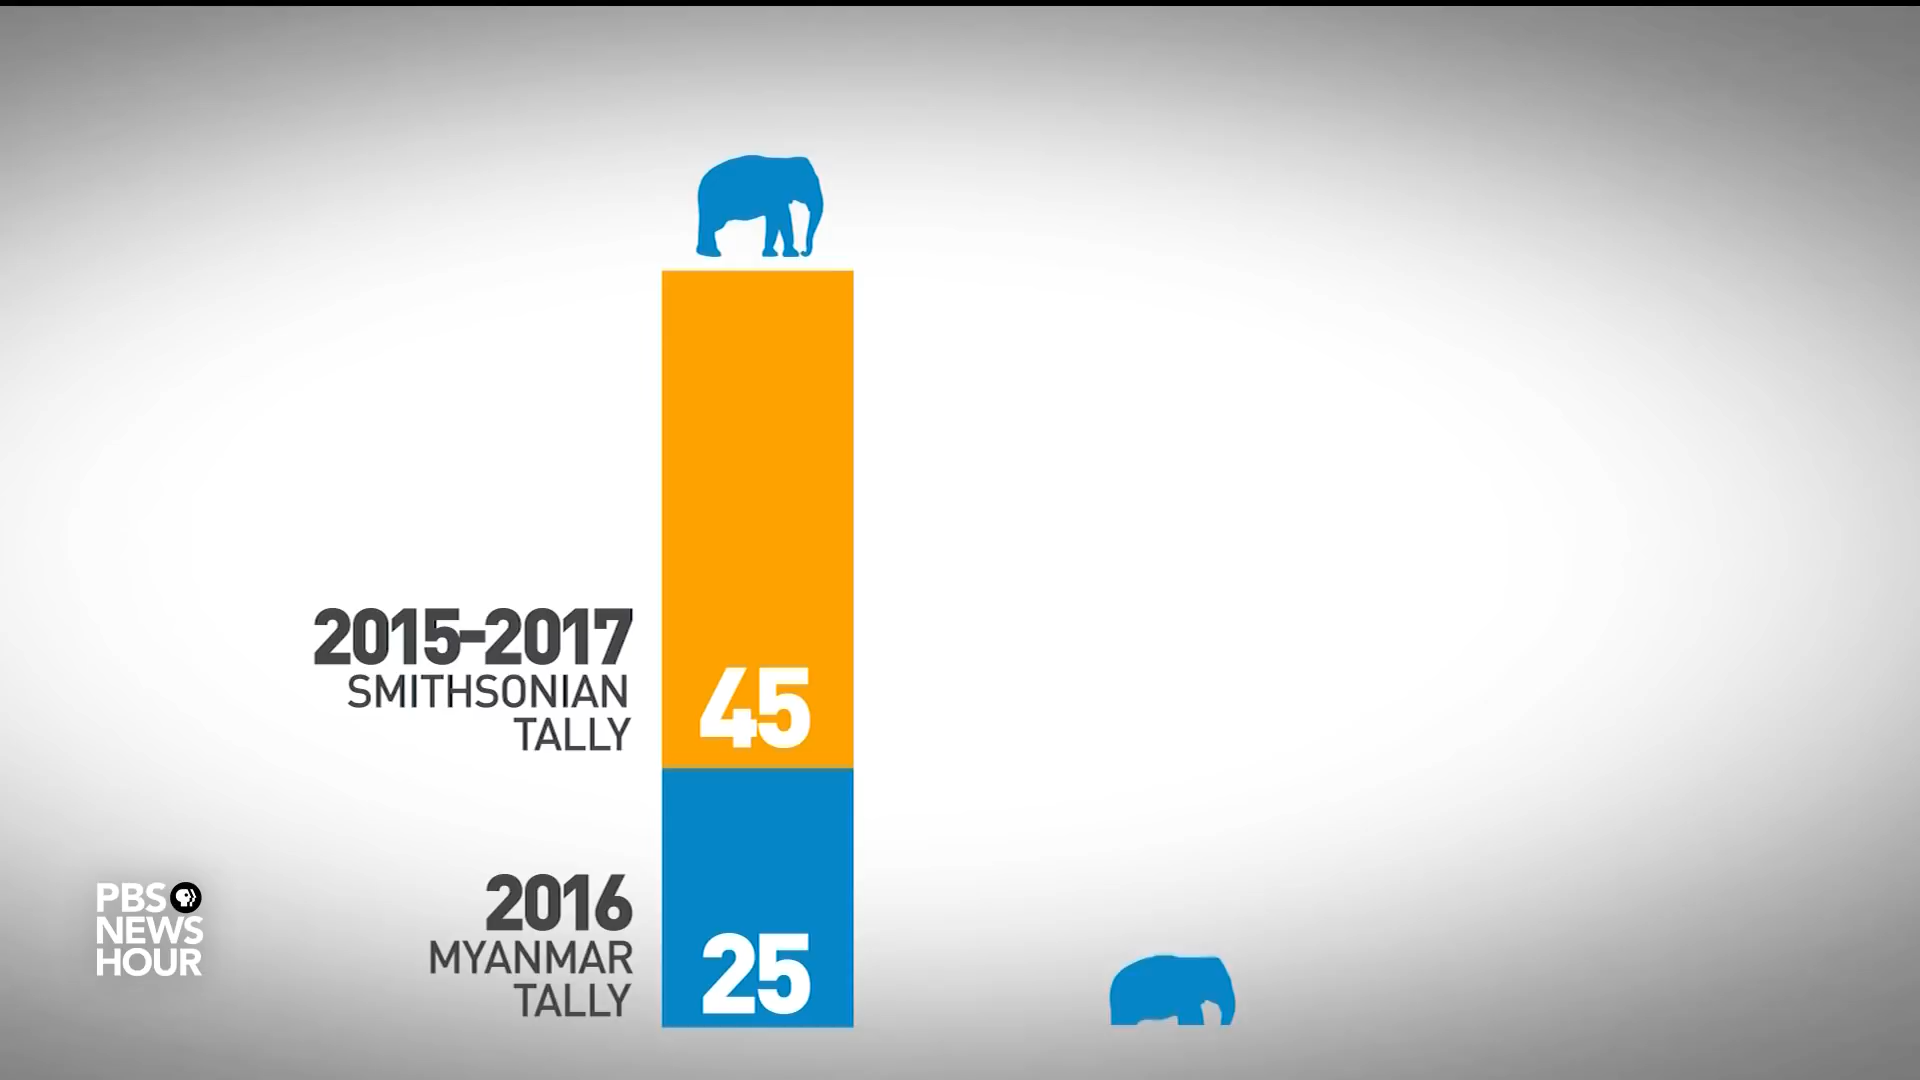 2015-2017
SMITHSONIAN
TALLY
45
2016
MYANMAR
TALLY
25
PBS
NEWS
HOUR